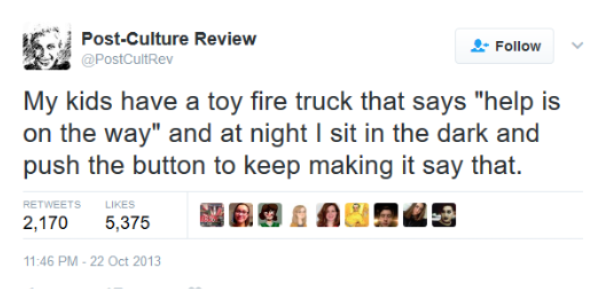 Post-Culture Review
@PostCultRev
Follow
My kids have a toy fire truck that says "help is
on the way" and at night I sit in the dark and
push the button to keep making it say that.
RETWEETS LIKES
2,170 5,375
11:46 PM - 22 Oct 2013